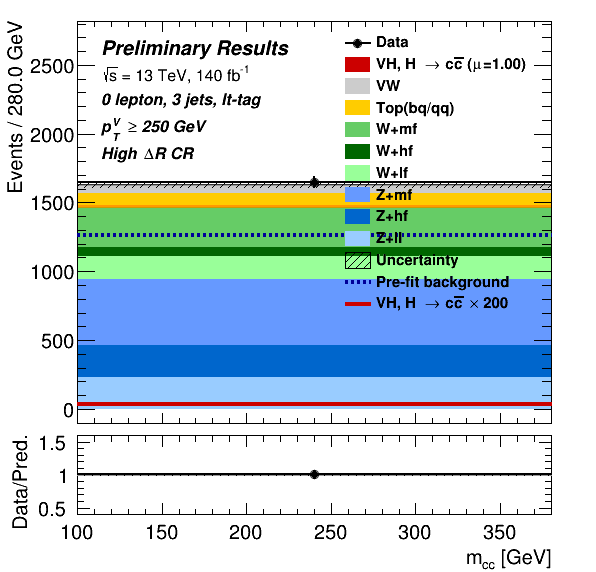 Events / 280.0 GeV
2500
2000
1500
1000
500
0
Preliminary Results
√s = 13 TeV, 140 fb⁻¹
0 lepton, 3 jets, lt-tag
p_T^V ≥ 250 GeV
High ΔR CR
Data
VH, H → cc̅ (μ=1.00)
VW
Top(bq/qq)
W+mf
W+hf
W+lf
Z+mf
Z+hf
Z+lf
Uncertainty
Pre-fit background
VH, H → cc̅ × 200
Data/Pred.
1.5
1
0.5
100 150 200 250 300 350
m_cc [GeV]